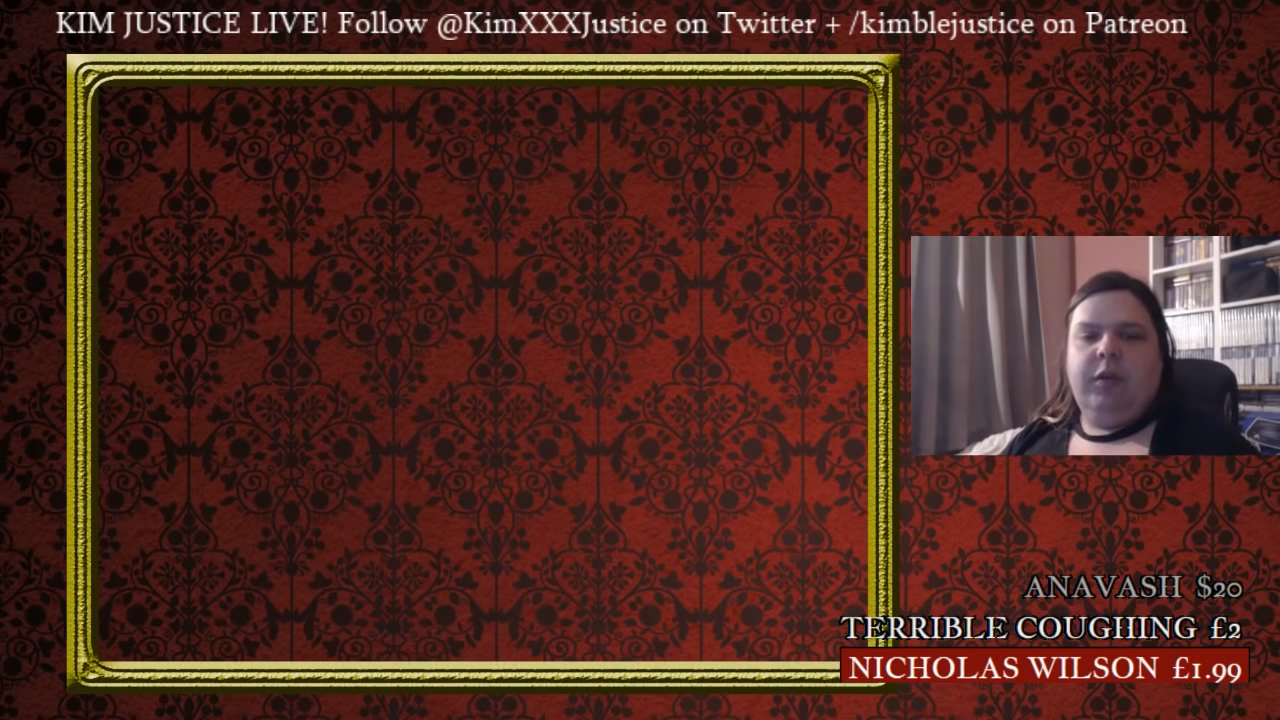 KIM JUSTICE LIVE! Follow @KimXXXJustice on Twitter + /kimblejustice on Patreon
ANAVASH $20
TERRIBLE COUGHING £2
NICHOLAS WILSON £1.99